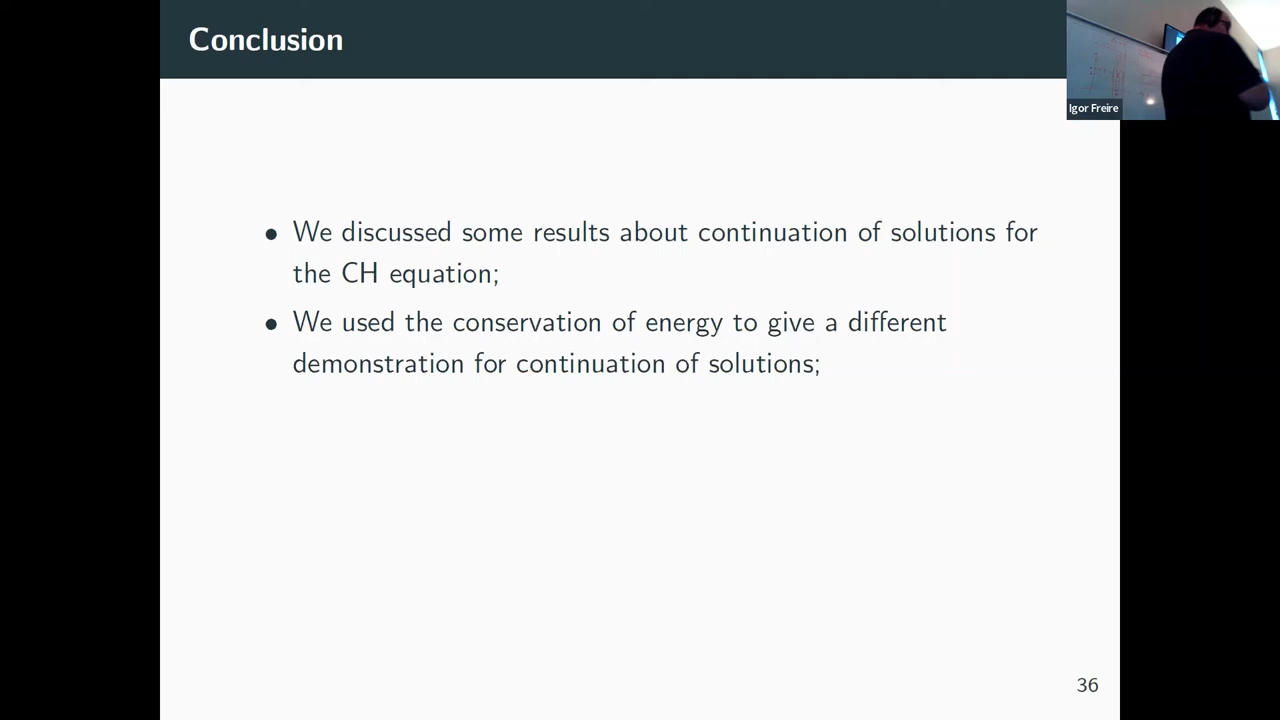 Conclusion
Igor Freire
• We discussed some results about continuation of solutions for
the CH equation;
• We used the conservation of energy to give a different
demonstration for continuation of solutions;
36